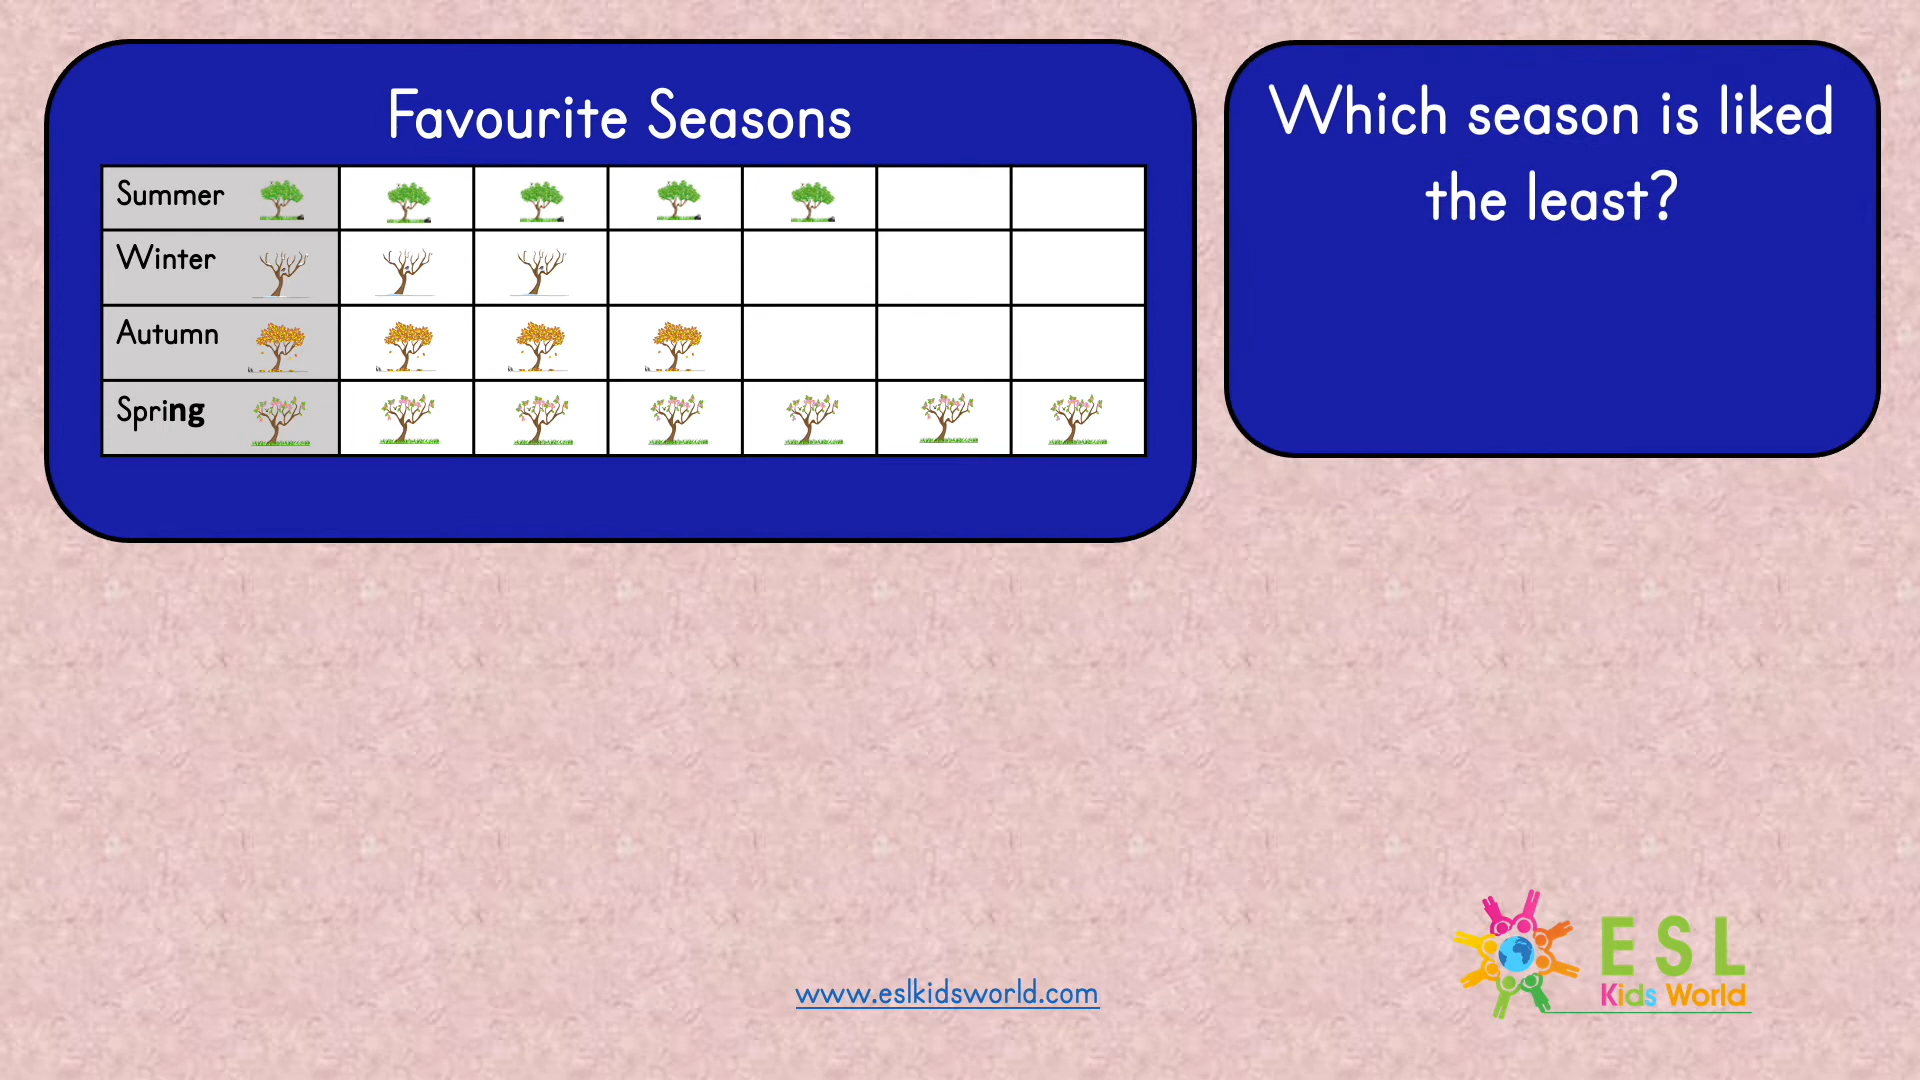 Favourite Seasons
Summer
Winter
Autumn
Spring
Which season is liked
the least?
www.eslkidsworld.com
ESL
Kids World